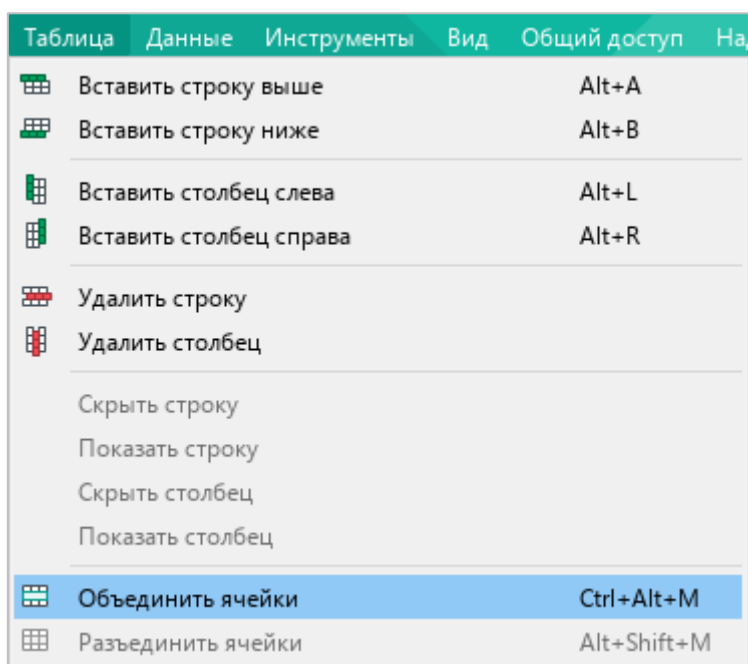 Таблица Данные Инструменты Вид Общий доступ
Вставить строку выше Alt+A
Вставить строку ниже Alt+B
Вставить столбец слева Alt+L
Вставить столбец справа Alt+R
Удалить строку
Удалить столбец
Скрыть строку
Показать строку
Скрыть столбец
Показать столбец
Объединить ячейки Ctrl+Alt+M
Разъединить ячейки Alt+Shift+M